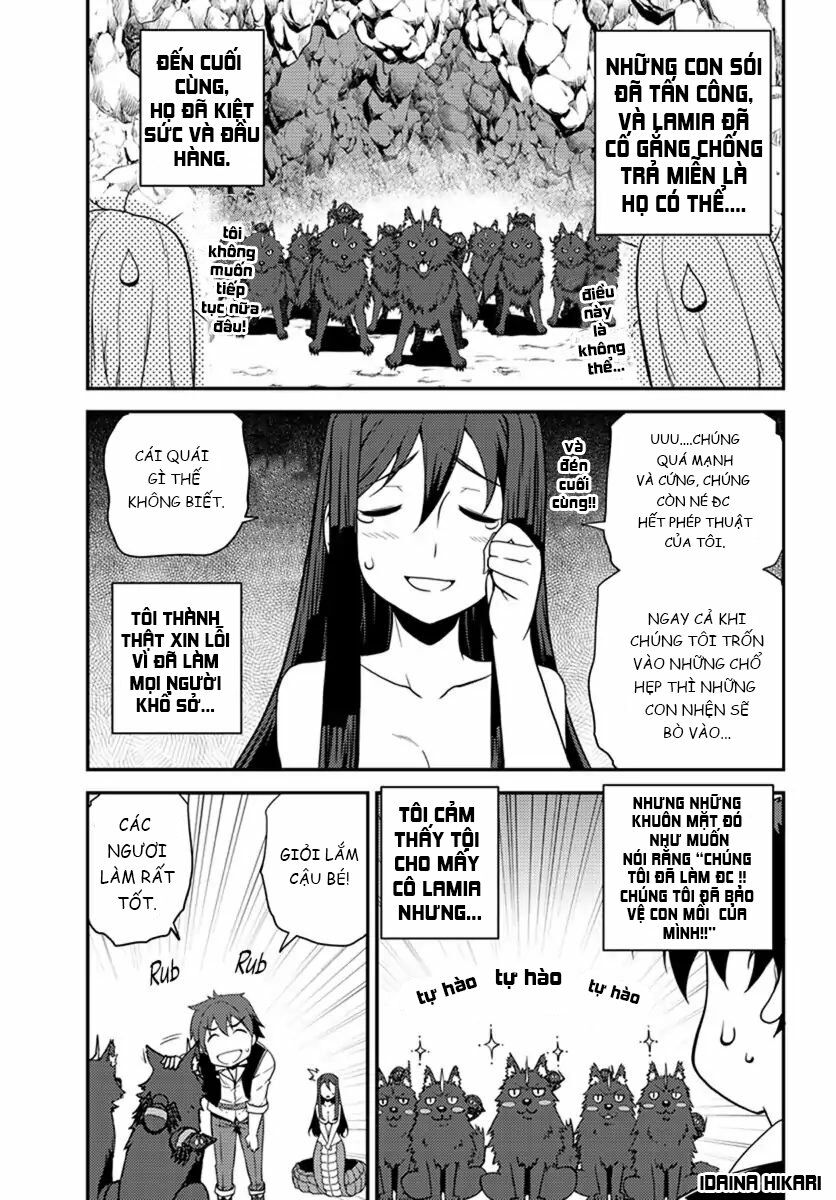 NHỮNG CON SÓI
ĐÃ TẤN CÔNG,
VÀ LAMIA ĐÃ
CỐ GẮNG CHỐNG
TRẢ MIỄN LÀ
HỌ CÓ THỂ....
ĐẾN CUỐI
CÙNG,
HỌ ĐÃ KIỆT
SỨC VÀ ĐẦU
HÀNG.
điều
này
là
không
thể...
tôi
không
muốn
tiếp
tục nữa
đâu!
UUU....CHÚNG
QUÁ MẠNH
VÀ CỨNG, CHÚNG
CÒN NÉ ĐC
HẾT PHÉP THUẬT
CỦA TÔI.
NGAY CẢ KHI
CHÚNG TÔI TRỐN
VÀO NHỮNG CHỔ
HẸP THÌ NHỮNG
CON NHỆN SẼ
BÒ VÀO...
và
đén
cuối
cùng!!
CÁI QUÁI
GÌ THẾ
KHÔNG BIẾT.
TÔI THÀNH
THẬT XIN LỖI
VÌ ĐÃ LÀM
MỌI NGƯỜI
KHỔ SỞ...
NHƯNG NHỮNG
KHUÔN MẶT ĐÓ
NHƯ MUỐN
NÓI RẰNG "CHÚNG
TÔI ĐÃ LÀM ĐC !!
CHÚNG TÔI ĐÃ BẢO
VỆ CON MỒI CỦA
MÌNH!!"
TÔI CẢM
THẤY TỘI
CHO MẤY
CÔ LAMIA
NHƯNG...
tự hào
tự hào
tự hào
GIỎI LẮM
CẬU BÉ!
CÁC
NGƯƠI
LÀM RẤT
TỐT.
Rub
Rub
IDAINA HIKARI